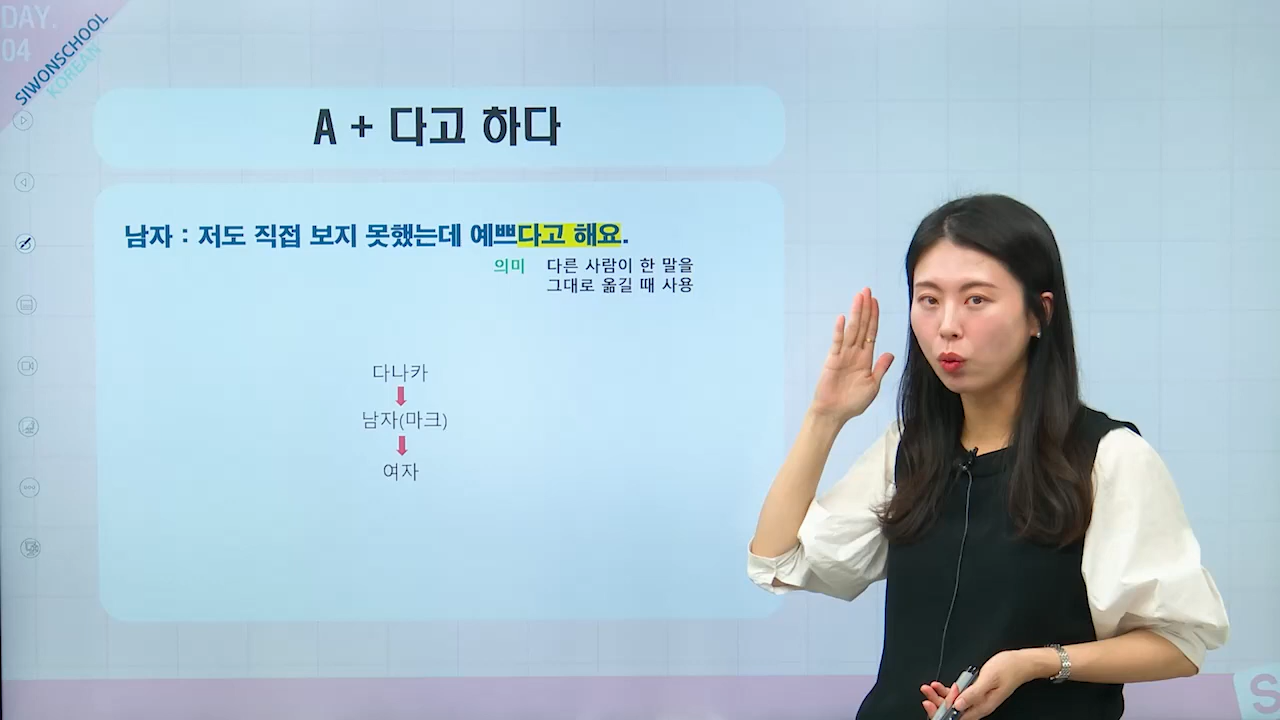 DAY.
04
SIWONSCHOOL
KOREAN
A + 다고 하다
남자 : 저도 직접 보지 못했는데 예쁘다고 해요.
의미 다른 사람이 한 말을
그대로 옮길 때 사용
다나카
남자(마크)
여자
S